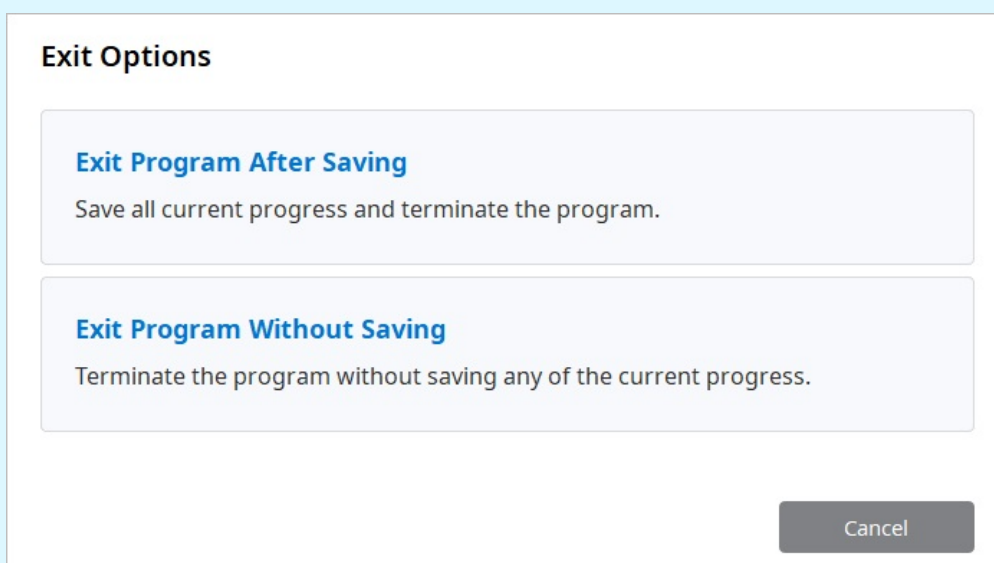 Exit Options
Exit Program After Saving
Save all current progress and terminate the program.
Exit Program Without Saving
Terminate the program without saving any of the current progress.
Cancel